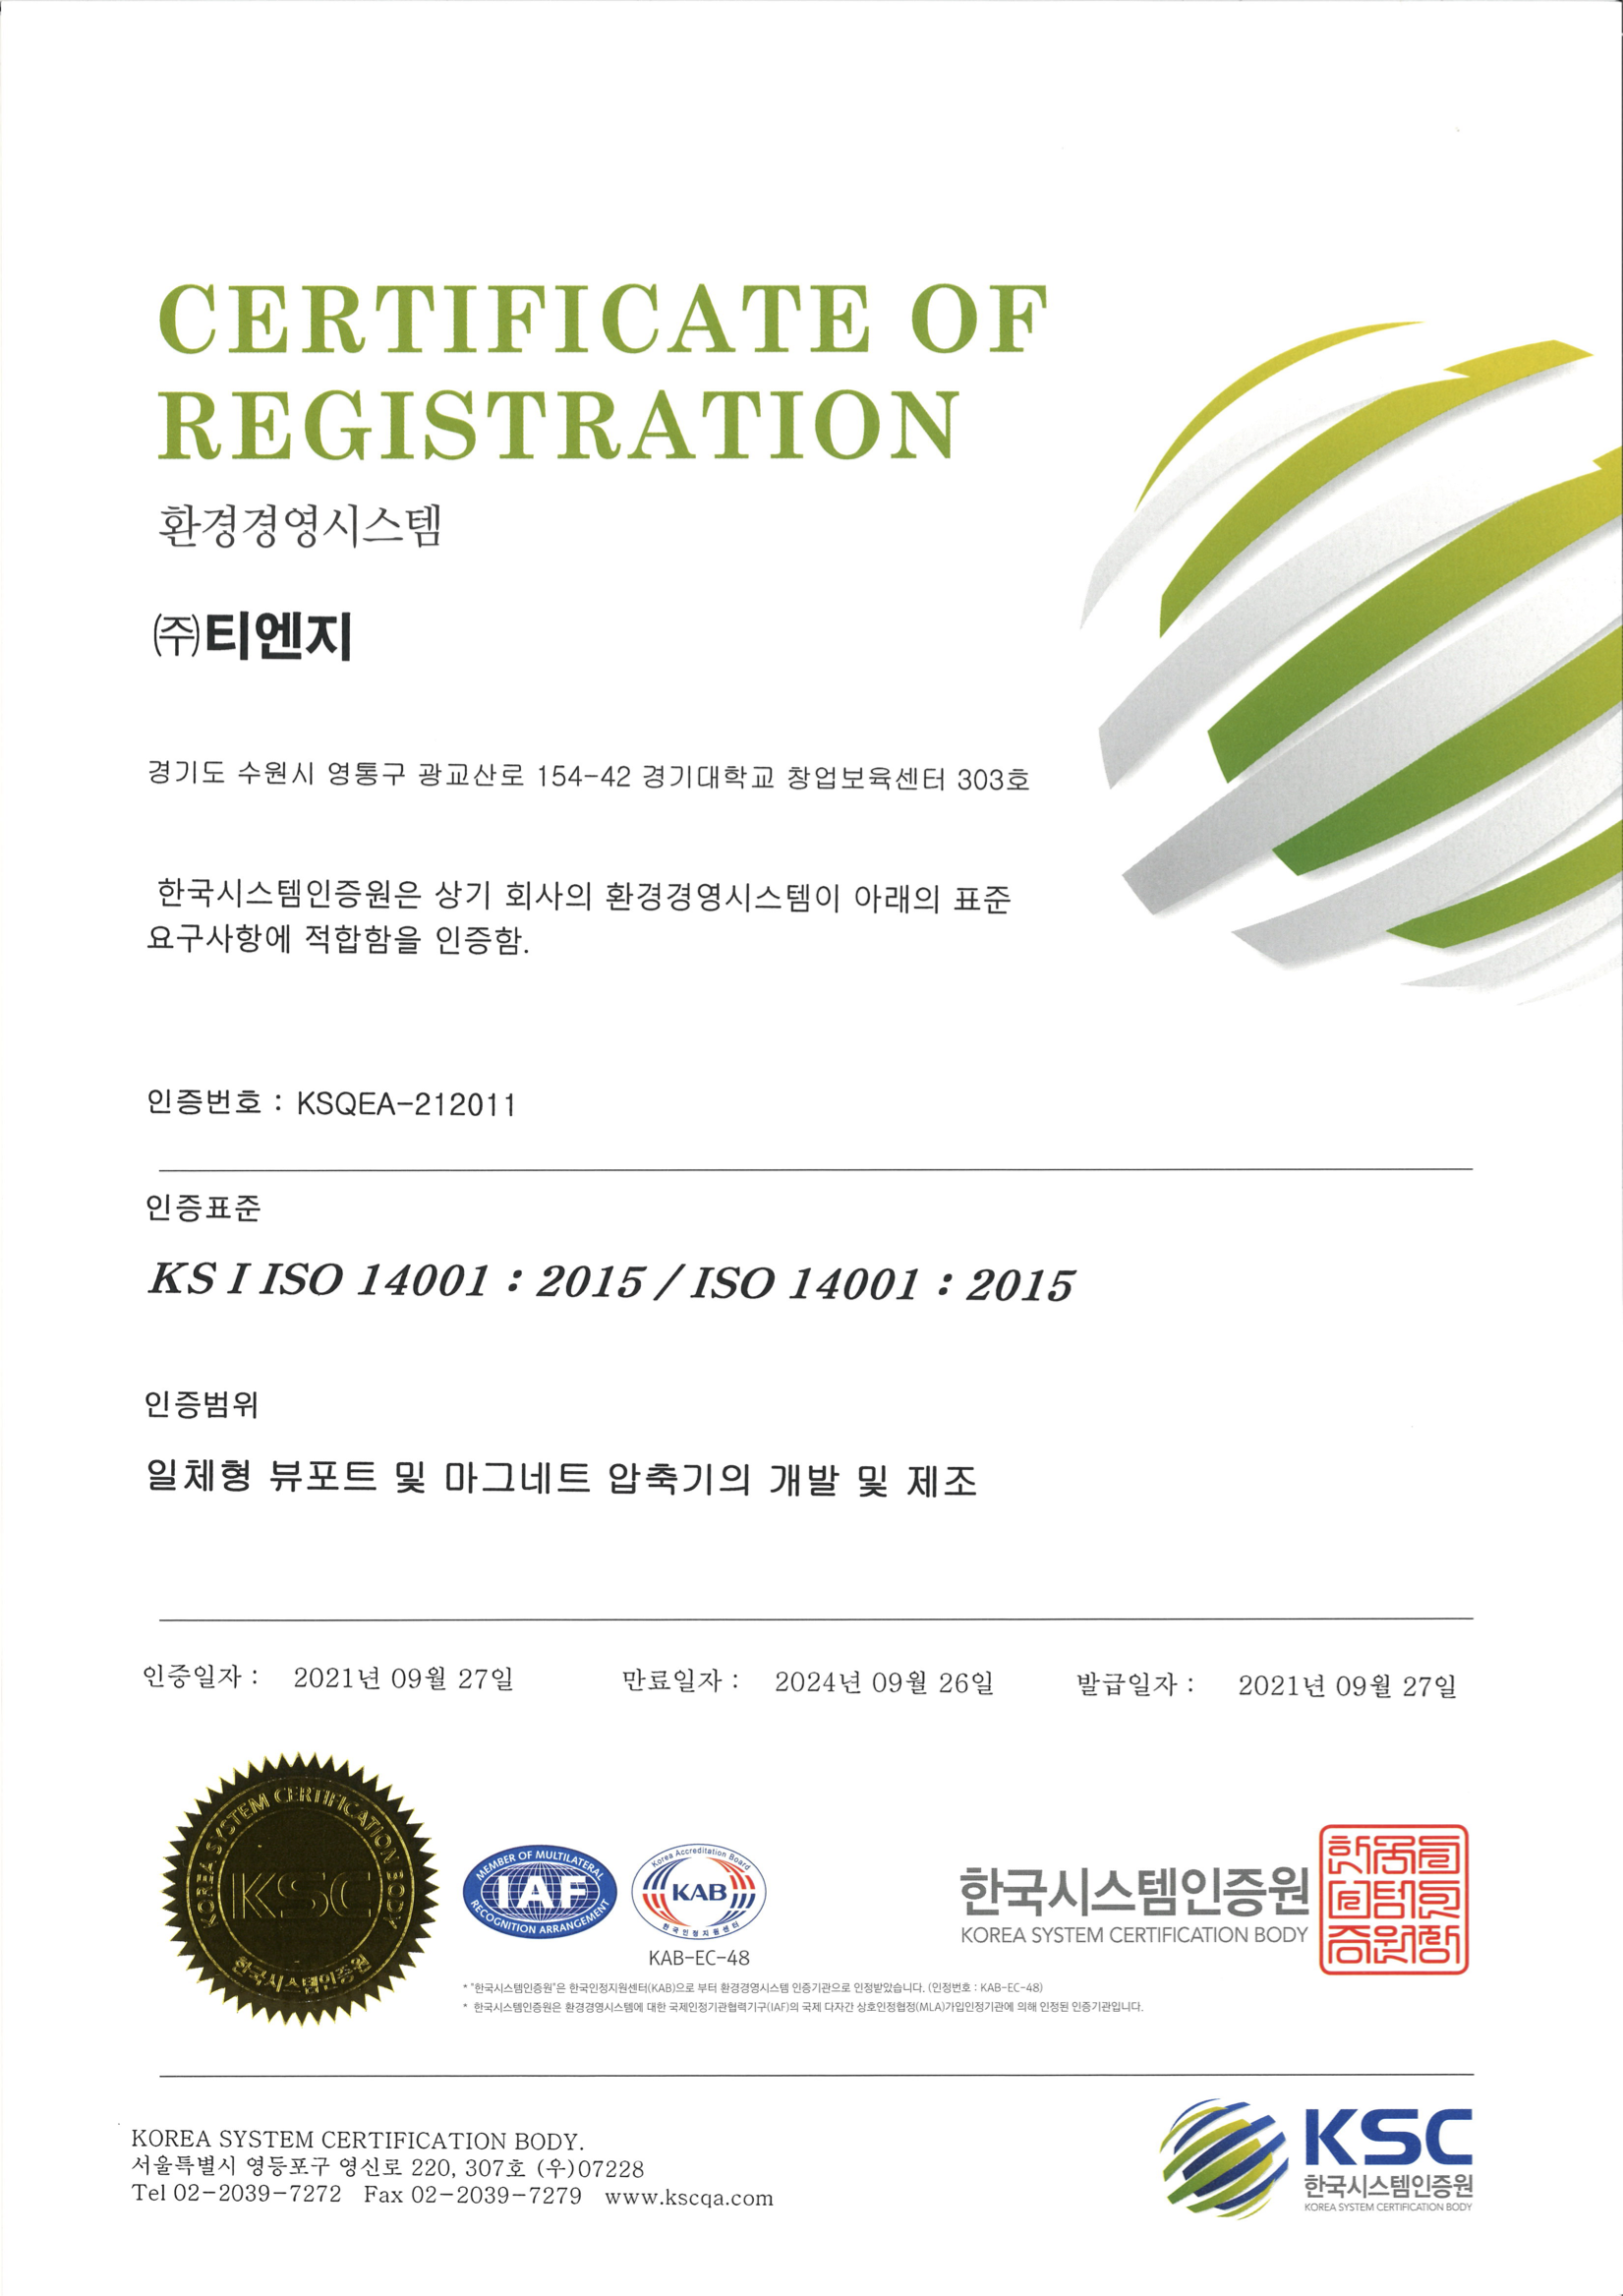 CERTIFICATE OF
REGISTRATION
환경경영시스템
㈜티엔지
경기도 수원시 영통구 광교산로 154-42 경기대학교 창업보육센터 303호
한국시스템인증원은 상기 회사의 환경경영시스템이 아래의 표준
요구사항에 적합함을 인증함.
인증번호 : KSQEA-212011
인증표준
KS I ISO 14001 : 2015 / ISO 14001 : 2015
인증범위
일체형 뷰포트 및 마그네트 압축기의 개발 및 제조
인증일자 : 2021년 09월 27일 만료일자 : 2024년 09월 26일 발급일자 : 2021년 09월 27일
KOREA SYSTEM CERTIFICATION BODY
KSC
한국시스템인증원
MEMBER OF MULTILATERAL
IAF
RECOGNITION ARRANGEMENT
Korea Accreditation Board
KAB
한국인정지원센터
KAB-EC-48
한국시스템인증원
KOREA SYSTEM CERTIFICATION BODY
* "한국시스템인증원"은 한국인정지원센터(KAB)으로 부터 환경경영시스템 인증기관으로 인정받았습니다. (인정번호 : KAB-EC-48)
* 한국시스템인증원은 환경경영시스템에 대한 국제인정기관협력기구(IAF)의 국제 다자간 상호인정협정(MLA)가입인정기관에 의해 인정된 인증기관입니다.
KOREA SYSTEM CERTIFICATION BODY.
서울특별시 영등포구 영신로 220, 307호 (우)07228
Tel 02-2039-7272 Fax 02-2039-7279 www.kscqa.com
KSC
한국시스템인증원
KOREA SYSTEM CERTIFICATION BODY